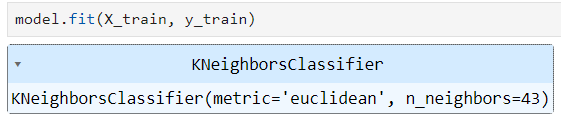 model.fit(X_train, y_train)
KNeighborsClassifier
KNeighborsClassifier(metric='euclidean', n_neighbors=43)